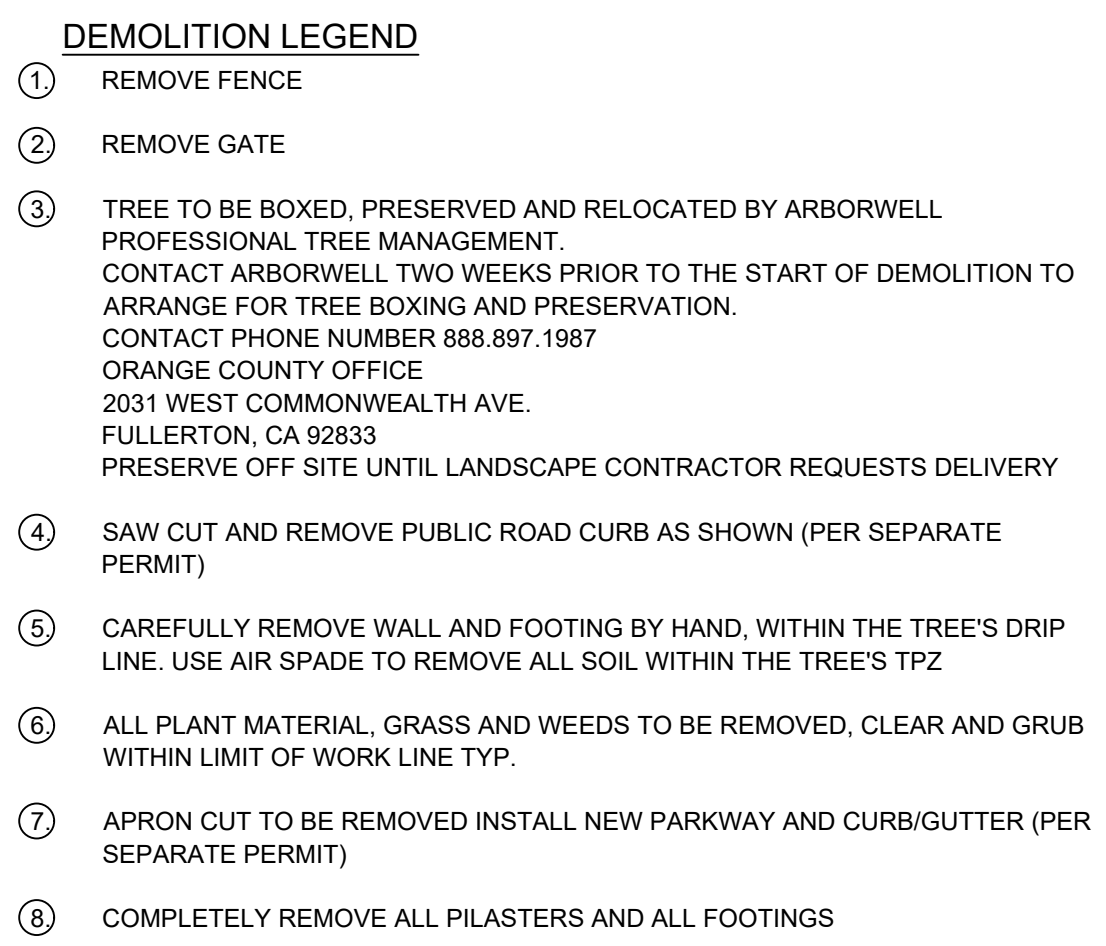 DEMOLITION LEGEND
1. REMOVE FENCE
2. REMOVE GATE
3. TREE TO BE BOXED, PRESERVED AND RELOCATED BY ARBORWELL
PROFESSIONAL TREE MANAGEMENT.
CONTACT ARBORWELL TWO WEEKS PRIOR TO THE START OF DEMOLITION TO
ARRANGE FOR TREE BOXING AND PRESERVATION.
CONTACT PHONE NUMBER 888.897.1987
ORANGE COUNTY OFFICE
2031 WEST COMMONWEALTH AVE.
FULLERTON, CA 92833
PRESERVE OFF SITE UNTIL LANDSCAPE CONTRACTOR REQUESTS DELIVERY
4. SAW CUT AND REMOVE PUBLIC ROAD CURB AS SHOWN (PER SEPARATE
PERMIT)
5. CAREFULLY REMOVE WALL AND FOOTING BY HAND, WITHIN THE TREE'S DRIP
LINE. USE AIR SPADE TO REMOVE ALL SOIL WITHIN THE TREE'S TPZ
6. ALL PLANT MATERIAL, GRASS AND WEEDS TO BE REMOVED, CLEAR AND GRUB
WITHIN LIMIT OF WORK LINE TYP.
7. APRON CUT TO BE REMOVED INSTALL NEW PARKWAY AND CURB/GUTTER (PER
SEPARATE PERMIT)
8. COMPLETELY REMOVE ALL PILASTERS AND ALL FOOTINGS